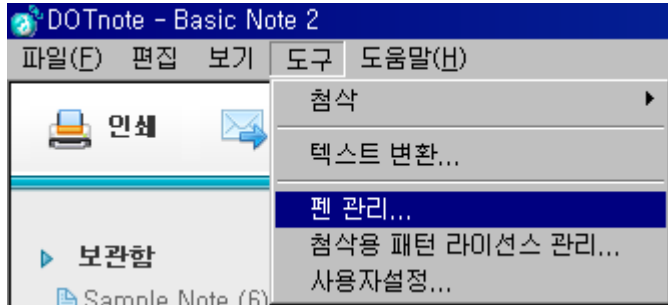 DOTnote – Basic Note 2
파일(F) 편집 보기 도구 도움말(H)
첨삭
인쇄
텍스트 변환...
펜 관리...
첨삭용 패턴 라이선스 관리...
보관함
사용자설정...
Sample Note (6)